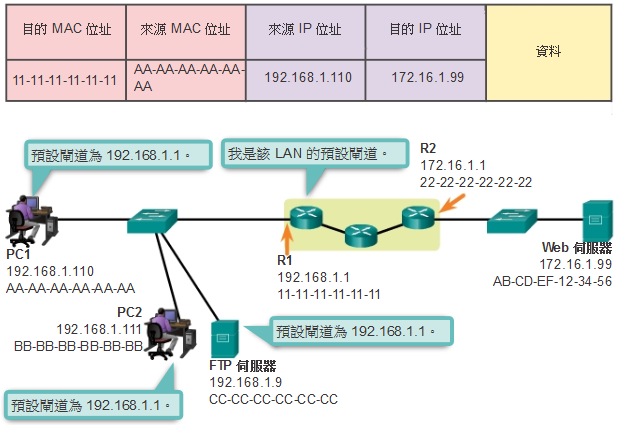 目的 MAC 位址
來源 MAC 位址
來源 IP 位址
目的 IP 位址
資料
11-11-11-11-11-11
AA-AA-AA-AA-AA-
AA
192.168.1.110
172.16.1.99
預設閘道為 192.168.1.1。
我是該 LAN 的預設閘道。
R2
172.16.1.1
22-22-22-22-22-22
PC1
192.168.1.110
AA-AA-AA-AA-AA-AA
R1
192.168.1.1
11-11-11-11-11-11
Web 伺服器
172.16.1.99
AB-CD-EF-12-34-56
PC2
192.168.1.111
BB-BB-BB-BB-BB-BB
預設閘道為 192.168.1.1。
FTP 伺服器
192.168.1.9
CC-CC-CC-CC-CC-CC
預設閘道為 192.168.1.1。